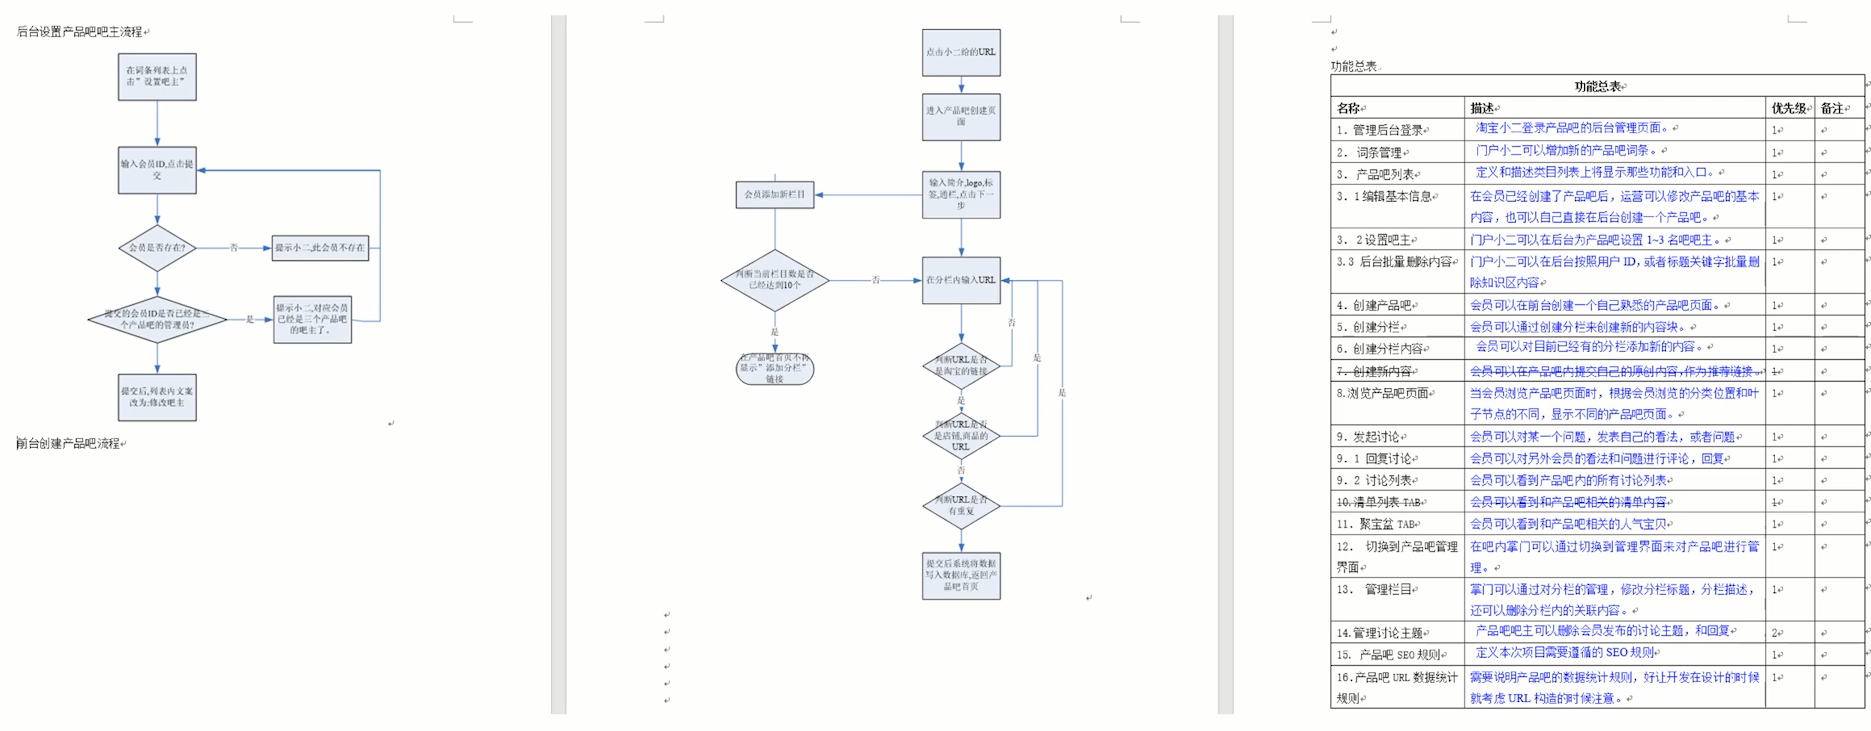 后台设置产品吧吧主流程
在词条列表上点
击”设置吧主”
输入会员ID,点击提
交
会员是否存在?
否
提示小二,此会员不存在
提交的会员ID是否已经是三
个产品吧的管理员?
是
提示小二,对应会员
已经是三个产品吧
的吧主了。
提交后,列表内文案
改为:修改吧主
前台创建产品吧流程
点击小二给的URL
进入产品吧创建页
面
输入简介,logo,标
签,通栏,点击下一
步
会员添加新栏目
判断当前栏目数是否
已经达到10个
否
在分栏内输入URL
是
在产品吧首页不再
显示”添加分栏”
链接
判断URL是否
是淘宝的链接
否
是
判断URL是否
是店铺,商品的
URL
是
否
判断URL是否
有重复
是
提交后系统将数据
写入数据库,返回产
品吧首页
功能总表
功能总表
名称 描述 优先级 备注
1. 管理后台登录 淘宝小二登录产品吧的后台管理页面。 1
2. 词条管理 门户小二可以增加新的产品吧词条。 1
3. 产品吧列表 定义和描述类目列表上将显示那些功能和入口。 1
3. 1编辑基本信息 在会员已经创建了产品吧后，运营可以修改产品吧的基本 1
内容，也可以自己直接在后台创建一个产品吧。
3. 2设置吧主 门户小二可以在后台为产品吧设置 1~3 名吧吧主。 1
3.3 后台批量删除内容 门户小二可以在后台按照用户 ID，或者标题关键字批量删 1
除知识区内容
4. 创建产品吧 会员可以在前台创建一个自己熟悉的产品吧页面。 1
5. 创建分栏 会员可以通过创建分栏来创建新的内容块。 1
6. 创建分栏内容 会员可以对目前已经有的分栏添加新的内容。 1
7. 创建新内容 会员可以在产品吧内提交自己的原创内容,作为推荐链接。 1
8.浏览产品吧页面 当会员浏览产品吧页面时，根据会员浏览的分类位置和叶 1
子节点的不同，显示不同的产品吧页面。
9. 发起讨论 会员可以对某一个问题，发表自己的看法，或者问题 1
9. 1 回复讨论 会员可以对另外会员的看法和问题进行评论，回复 1
9. 2 讨论列表 会员可以看到产品吧内的所有讨论列表 1
10.清单列表 TAB 会员可以看到和产品吧相关的清单内容 1
11. 聚宝盆 TAB 会员可以看到和产品吧相关的人气宝贝 1
12. 切换到产品吧管理 在吧内掌门可以通过切换到管理界面来对产品吧进行管 1
界面 理。
13. 管理栏目 掌门可以通过对分栏的管理，修改分栏标题，分栏描述， 1
还可以删除分栏内的关联内容。
14.管理讨论主题 产品吧吧主可以删除会员发布的讨论主题，和回复 2
15. 产品吧 SEO 规则 定义本次项目需要遵循的 SEO 规则 1
16.产品吧 URL 数据统计 需要说明产品吧的数据统计规则，好让开发在设计的时候 1
规则 就考虑 URL 构造的时候注意。